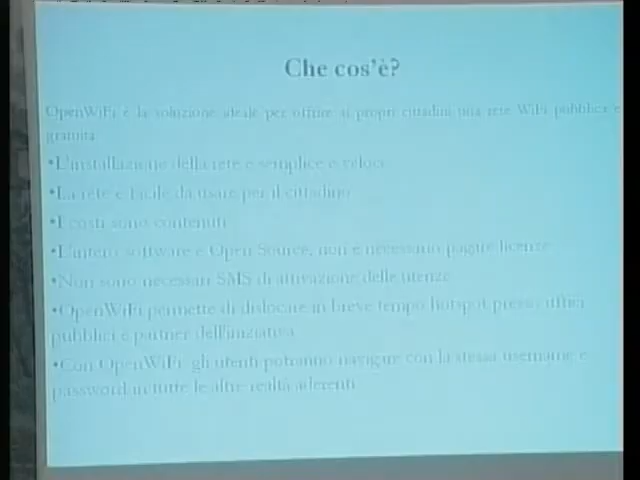 Che cos'è?
OpenWiFi è la soluzione ideale per offrire ai propri cittadini una rete WiFi pubblica e
gratuita
•L'installazione della rete è semplice e veloce
•La rete è facile da usare per il cittadino
•I costi sono contenuti
•L'intero software è Open Source, non è necessario pagare licenze
•Non sono necessari SMS di attivazione delle utenze
•OpenWiFi permette di dislocare in breve tempo hotspot presso uffici
pubblici e partner dell'iniziativa
•Con OpenWiFi gli utenti potranno navigare con la stessa username e
password in tutte le altre realtà aderenti